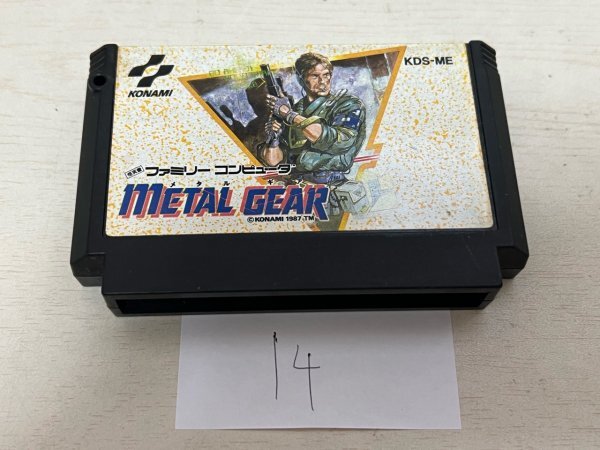 KONAMI
KDS-ME
ファミリー コンピュータ
メタル ギア
METAL GEAR
©KONAMI 1987 TM
14